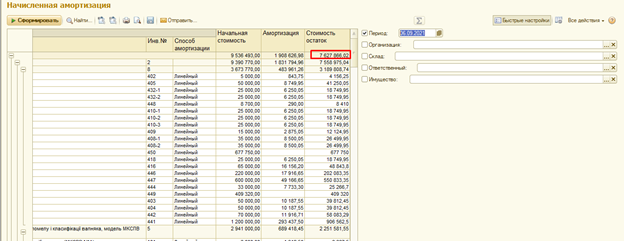 Начисленная амортизация
Сформировать Найти... Отправить... Σ Быстрые настройки Все действия
Инв.№ Способ амортизации Начальная стоимость Амортизация Стоимость остаток
9 536 493,00 1 908 626,98 7 627 866,02
2 9 390 770,00 1 831 794,96 7 558 975,04
8 3 673 770,00 483 961,26 3 189 808,74
402 Линейный 5 000,00 843,75 4 156,25
405 Линейный 50 000,00 8 749,95 41 250,05
432-1 Линейный 25 000,00 6 250,05 18 749,95
432-2 Линейный 25 000,00 6 250,05 18 749,95
448 Линейный 8 700,00 290,00 8 410
410-1 Линейный 25 000,00 6 250,05 18 749,95
410-2 Линейный 25 000,00 6 250,05 18 749,95
410-3 Линейный 25 000,00 6 250,05 18 749,95
409 Линейный 15 000,00 2 875,00 12 124,95
408-1 Линейный 35 000,00 8 500,05 26 499,95
408-2 Линейный 35 000,00 8 500,05 26 499,95
450 Линейный 677 750,00 677 750
418 Линейный 25 000,00 6 250,05 18 749,95
416 Линейный 65 000,00 16 156,20 48 843,8
446 Линейный 220 000,00 17 916,65 202 083,35
447 Линейный 600 000,00 49 166,65 550 833,35
444 Линейный 33 000,00 7 733,30 25 266,7
449 Линейный 409 320,00 409 320
403 Линейный 50 000,00 10 187,55 39 812,45
404 Линейный 50 000,00 10 187,55 39 812,45
442 Линейный 70 000,00 11 916,71 58 083,29
441 Линейный 1 200 000,00 293 437,50 906 562,5
помелу і класифікації валняка, модель МКСПВ 5 2 941 000,00 689 418,45 2 251 581,55
Период:
Организация:
Склад:
Ответственный:
Имущество: